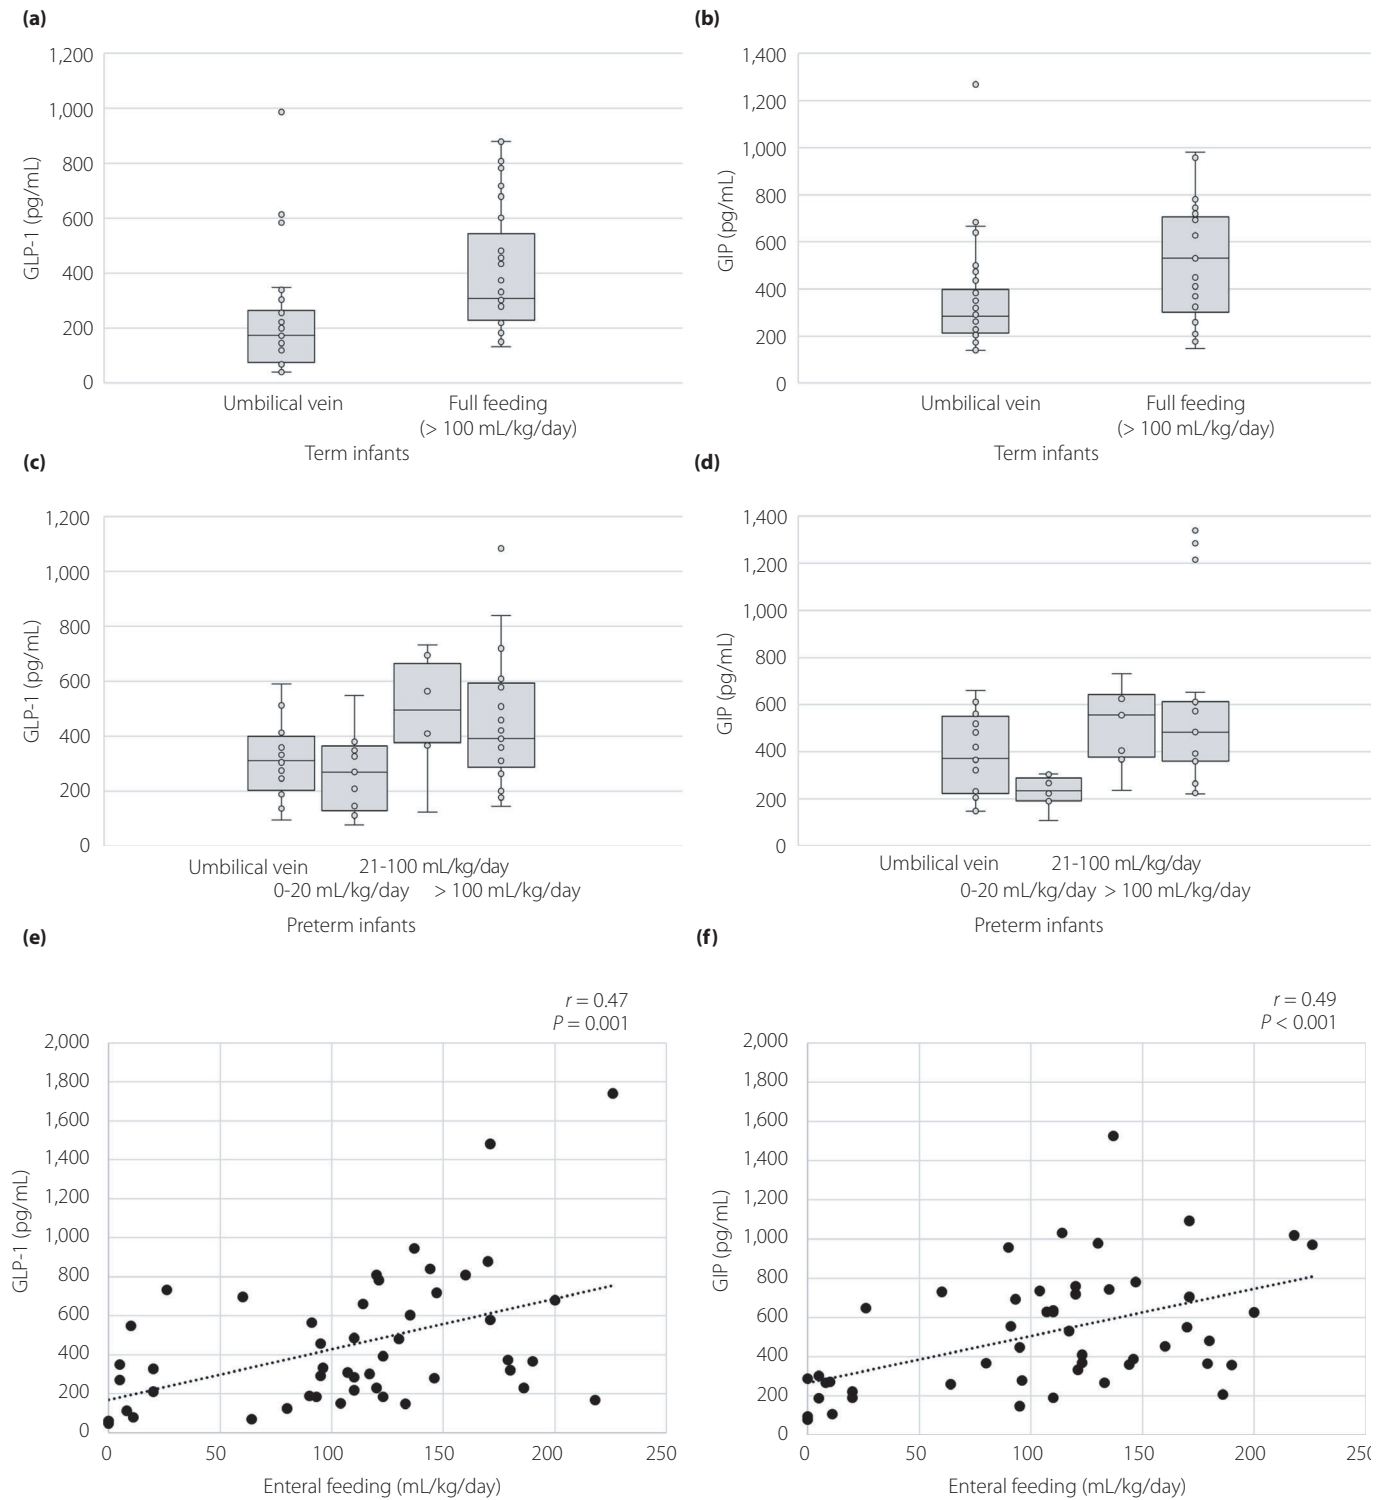 (a)
1,200
1,000
800
600
400
200
0
GLP-1 (pg/mL)
Umbilical vein
Full feeding
(> 100 mL/kg/day)
Term infants
(b)
1,400
1,200
1,000
800
600
400
200
0
GIP (pg/mL)
Umbilical vein
Full feeding
(> 100 mL/kg/day)
Term infants
(c)
1,200
1,000
800
600
400
200
0
GLP-1 (pg/mL)
Umbilical vein
21-100 mL/kg/day
0-20 mL/kg/day
> 100 mL/kg/day
Preterm infants
(d)
1,400
1,200
1,000
800
600
400
200
0
GIP (pg/mL)
Umbilical vein
21-100 mL/kg/day
0-20 mL/kg/day
> 100 mL/kg/day
Preterm infants
(e)
r = 0.47
P = 0.001
2,000
1,800
1,600
1,400
1,200
1,000
800
600
400
200
0
GLP-1 (pg/mL)
0 50 100 150 200 250
Enteral feeding (mL/kg/day)
(f)
r = 0.49
P < 0.001
2,000
1,800
1,600
1,400
1,200
1,000
800
600
400
200
0
GIP (pg/mL)
0 50 100 150 200
Enteral feeding (mL/kg/day)